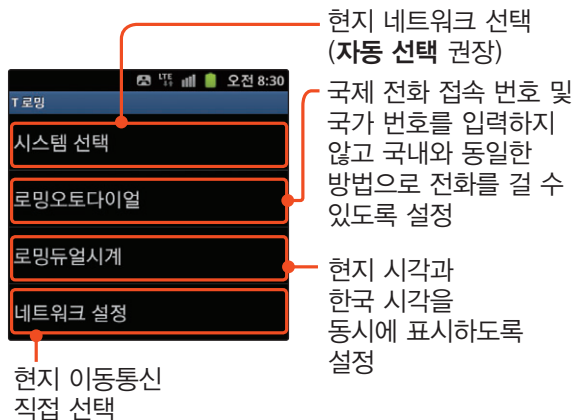 현지 네트워크 선택
(자동 선택 권장)
LTE 오전 8:30
T 로밍
시스템 선택
로밍오토다이얼
로밍듀얼시계
네트워크 설정
국제 전화 접속 번호 및
국가 번호를 입력하지
않고 국내와 동일한
방법으로 전화를 걸 수
있도록 설정
현지 시각과
한국 시각을
동시에 표시하도록
설정
현지 이동통신
직접 선택